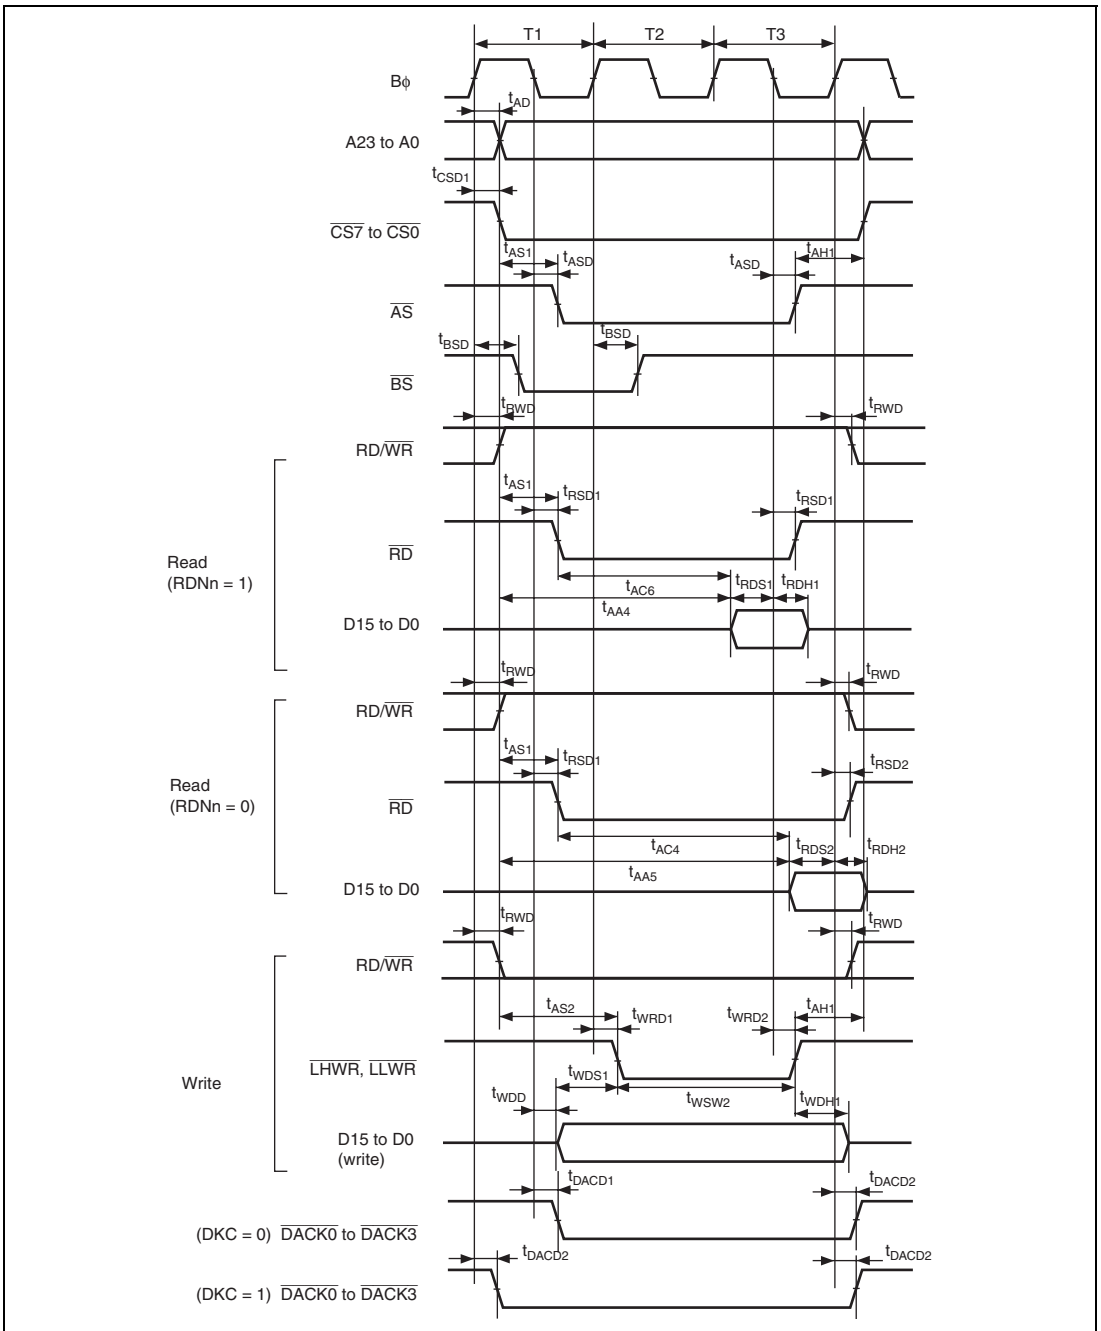 T1 T2 T3
Bϕ
tAD
A23 to A0
tCSD1
CS7 to CS0
tAS1 tASD tASD tAH1
AS
tBSD tBSD
BS
tRWD tRWD
RD/WR
tAS1 tRSD1 tRSD1
RD
Read
(RDNn = 1)
tAC6 tRDS1 tRDH1
tAA4
D15 to D0
tRWD tRWD
RD/WR
tAS1 tRSD1 tRSD2
Read
(RDNn = 0)
RD
tAC4 tRDS2 tRDH2
tAA5
D15 to D0
tRWD tRWD
RD/WR
tAS2 tWRD1 tWRD2 tAH1
LHWR, LLWR
Write
tWDS1 tWSW2
tWDD tWDH1
D15 to D0
(write)
tDACD1 tDACD2
(DKC = 0) DACK0 to DACK3
tDACD2 tDACD2
(DKC = 1) DACK0 to DACK3